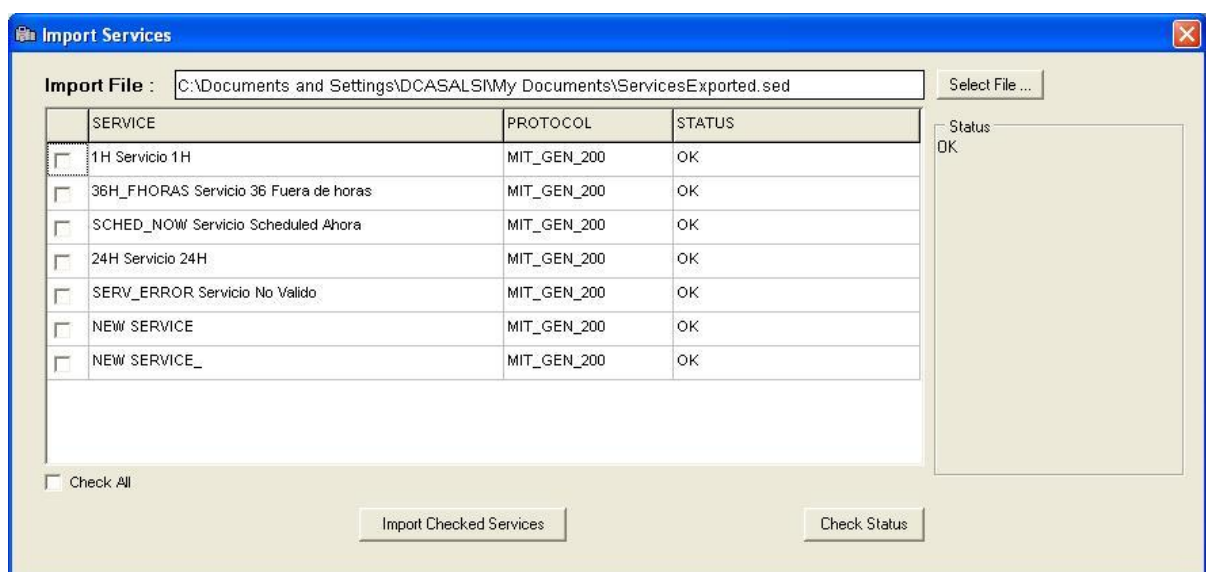 Import Services
Import File : C:\Documents and Settings\DCASALSI\My Documents\ServicesExported.sed Select File ...
SERVICE PROTOCOL STATUS
1H Servicio 1H MIT_GEN_200 OK
36H_FHORAS Servicio 36 Fuera de horas MIT_GEN_200 OK
SCHED_NOW Servicio Scheduled Ahora MIT_GEN_200 OK
24H Servicio 24H MIT_GEN_200 OK
SERV_ERROR Servicio No Valido MIT_GEN_200 OK
NEW SERVICE MIT_GEN_200 OK
NEW SERVICE_ MIT_GEN_200 OK
Status
OK
Check All
Import Checked Services Check Status